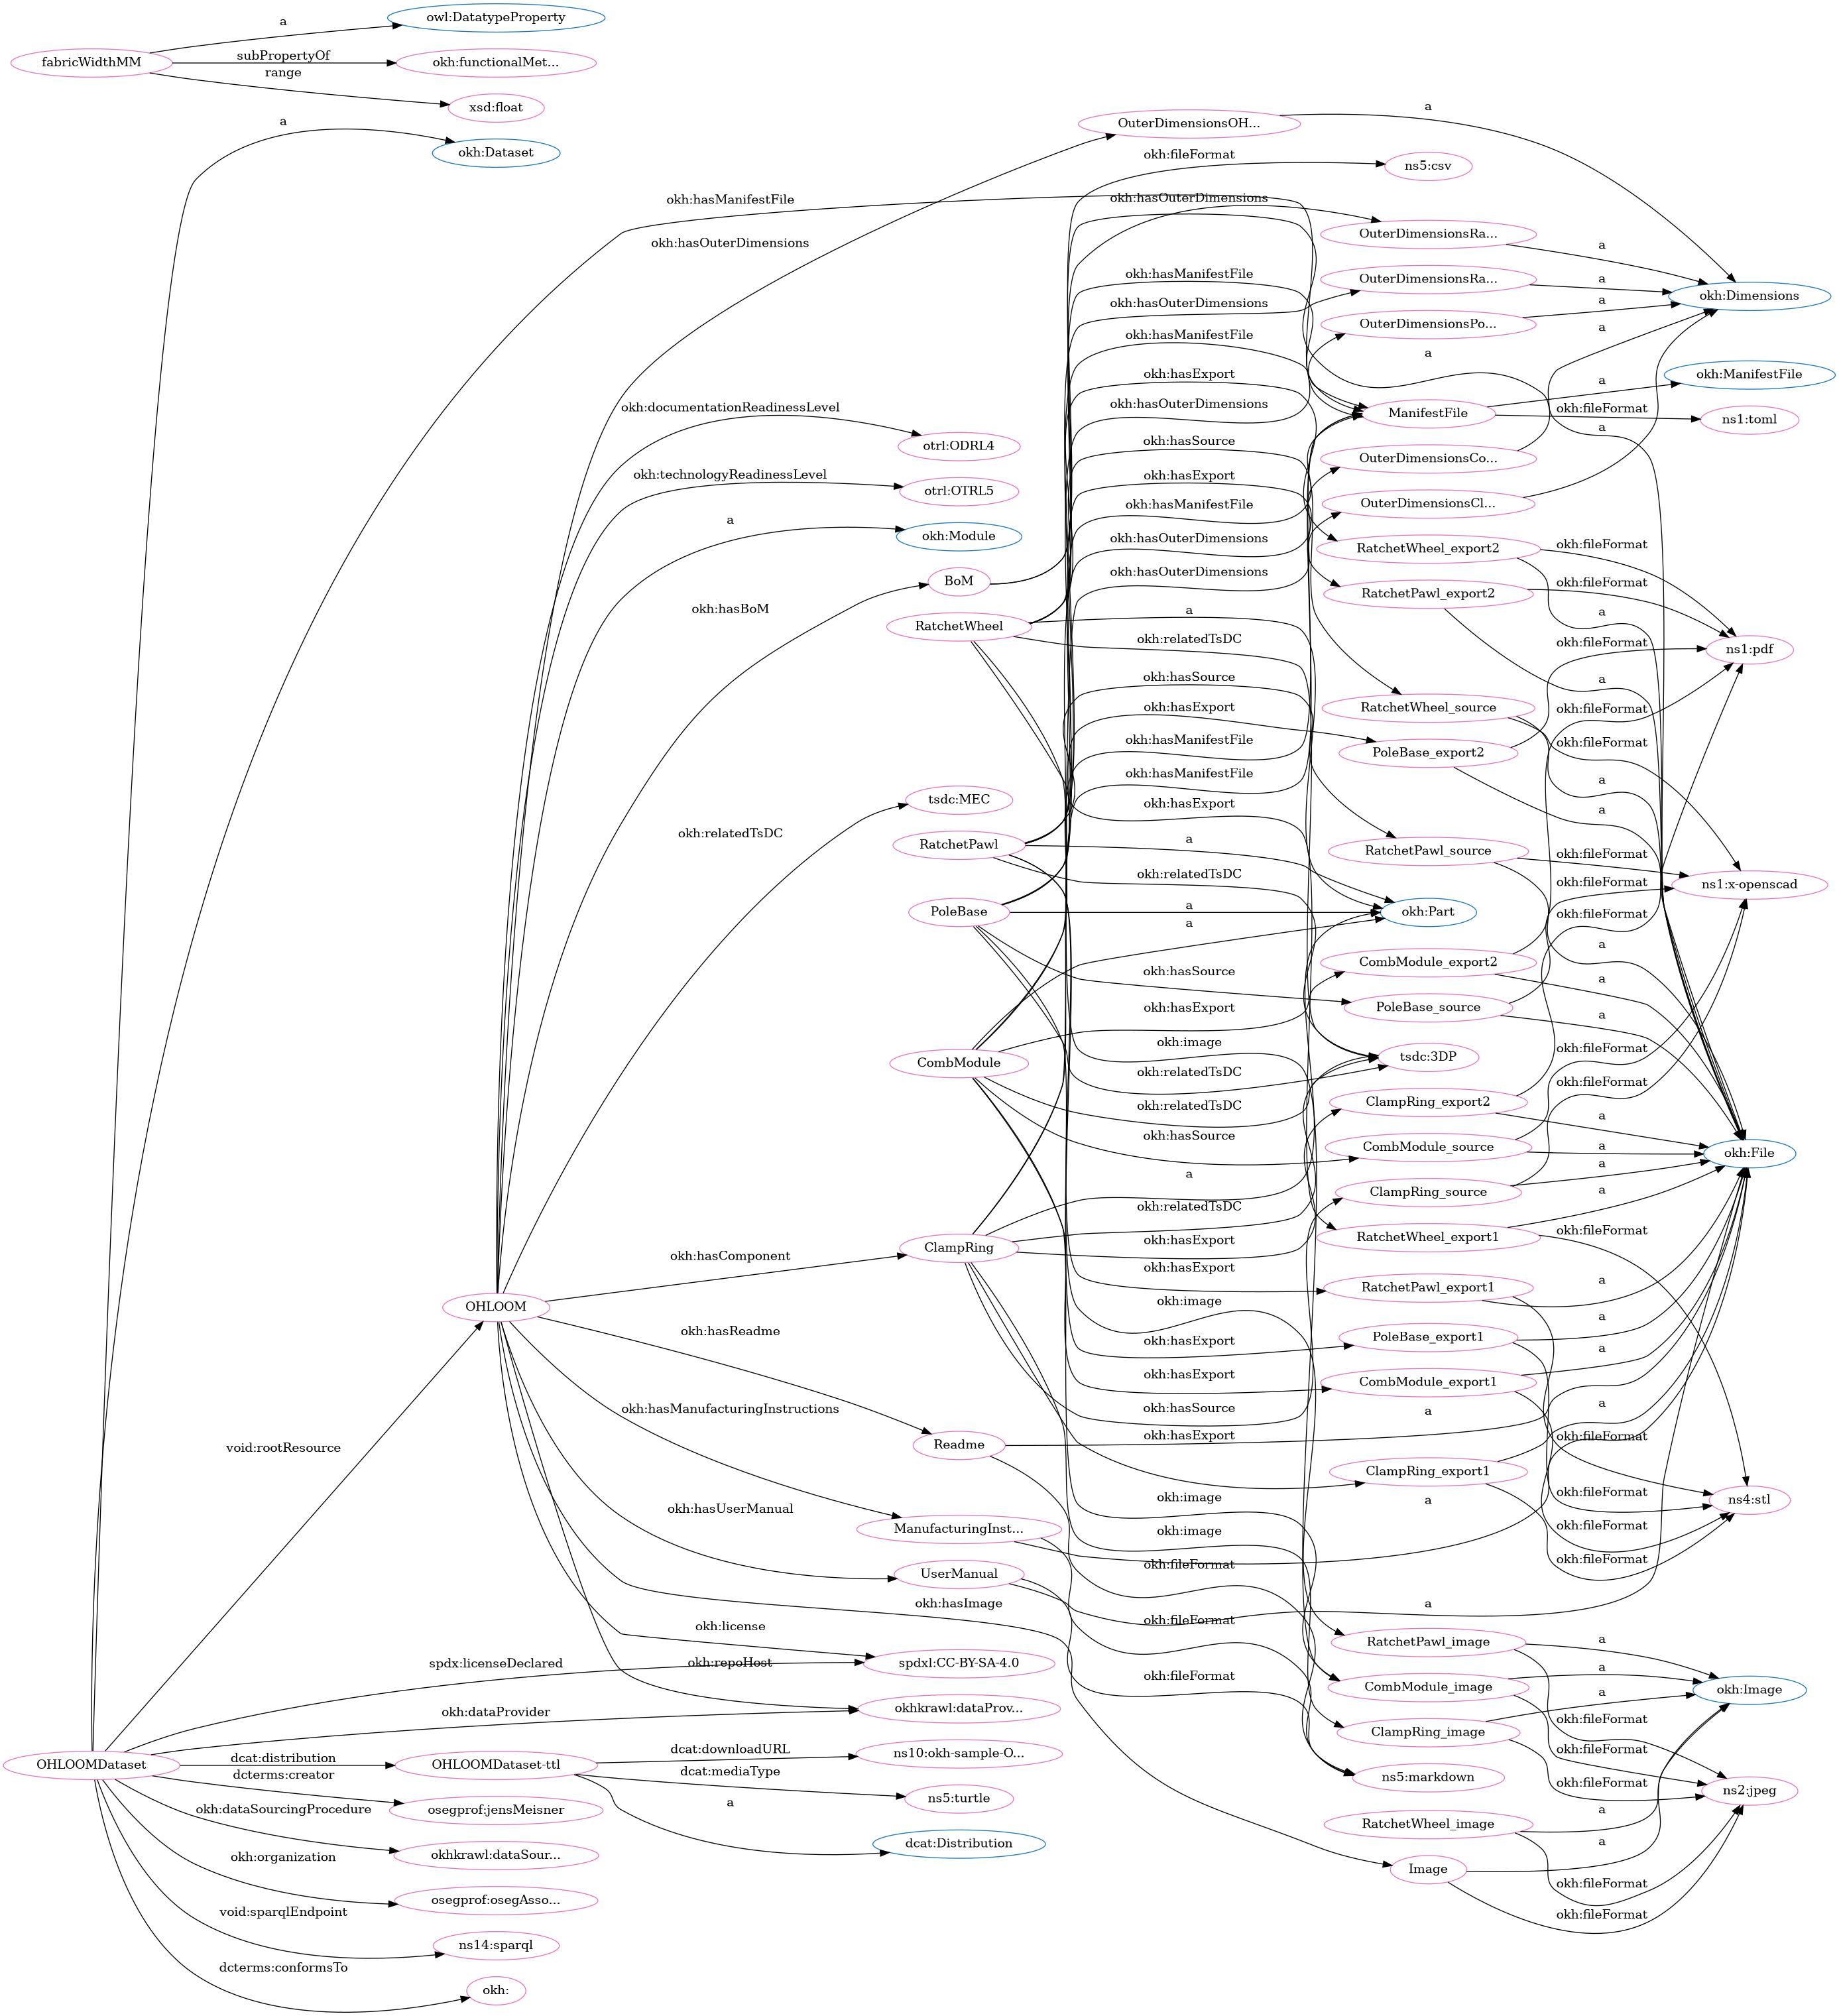 a
owl:DatatypeProperty
fabricWidthMM
subPropertyOf
okh:functionalMet...
range
xsd:float
a
okh:Dataset
okh:hasManifestFile
okh:hasOuterDimensions
OuterDimensionsOH...
a
okh:fileFormat
ns5:csv
okh:hasOuterDimensions
OuterDimensionsRa...
a
okh:hasManifestFile
OuterDimensionsRa...
a
okh:Dimensions
okh:hasOuterDimensions
OuterDimensionsPo...
a
a
okh:hasManifestFile
a
okh:hasExport
a
okh:ManifestFile
okh:documentationReadinessLevel
okh:hasOuterDimensions
ManifestFile
okh:fileFormat
ns1:toml
a
otrl:ODRL4
okh:hasSource
OuterDimensionsCo...
okh:technologyReadinessLevel
okh:hasExport
otrl:OTRL5
okh:hasManifestFile
OuterDimensionsCl...
a
okh:Module
okh:hasOuterDimensions
RatchetWheel_export2
okh:fileFormat
okh:hasOuterDimensions
BoM
RatchetPawl_export2
okh:fileFormat
okh:hasBoM
a
a
RatchetWheel
okh:relatedTsDC
okh:fileFormat
ns1:pdf
okh:hasSource
a
okh:hasExport
RatchetWheel_source
okh:fileFormat
okh:hasManifestFile
PoleBase_export2
okh:fileFormat
okh:hasManifestFile
a
tsdc:MEC
okh:hasExport
a
okh:relatedTsDC
a
RatchetPawl
RatchetPawl_source
okh:fileFormat
okh:relatedTsDC
okh:fileFormat
ns1:x-openscad
PoleBase
a
okh:Part
okh:fileFormat
a
a
okh:hasSource
CombModule_export2
a
okh:hasExport
PoleBase_source
a
okh:image
okh:fileFormat
CombModule
okh:relatedTsDC
tsdc:3DP
okh:fileFormat
okh:relatedTsDC
ClampRing_export2
a
okh:hasSource
CombModule_source
a
okh:File
a
ClampRing_source
a
okh:relatedTsDC
a
okh:hasExport
RatchetWheel_export1
okh:fileFormat
okh:hasComponent
ClampRing
okh:hasExport
RatchetPawl_export1
a
OHLOOM
okh:image
a
okh:hasReadme
okh:hasExport
PoleBase_export1
a
okh:hasExport
CombModule_export1
okh:hasManufacturingInstructions
okh:hasSource
a
a
void:rootResource
Readme
okh:hasExport
okh:fileFormat
ClampRing_export1
okh:hasUserManual
okh:image
a
okh:fileFormat
ns4:stl
ManufacturingInst...
okh:image
okh:fileFormat
okh:fileFormat
okh:fileFormat
UserManual
okh:hasImage
a
okh:license
okh:fileFormat
RatchetPawl_image
a
spdx:licenseDeclared
okh:repoHost
spdxl:CC-BY-SA-4.0
okh:fileFormat
CombModule_image
a
okh:Image
okh:dataProvider
okhkrawl:dataProv...
a
okh:fileFormat
ClampRing_image
okh:fileFormat
OHLOOMDataset
dcat:distribution
OHLOOMDataset-ttl
dcat:downloadURL
ns10:okh-sample-O...
dcterms:creator
dcat:mediaType
ns5:markdown
okh:fileFormat
ns2:jpeg
okh:dataSourcingProcedure
osegprof:jensMeisner
a
ns5:turtle
RatchetWheel_image
a
okhkrawl:dataSour...
dcat:Distribution
a
okh:organization
Image
okh:fileFormat
osegprof:osegAsso...
okh:fileFormat
void:sparqlEndpoint
ns14:sparql
dcterms:conformsTo
okh: